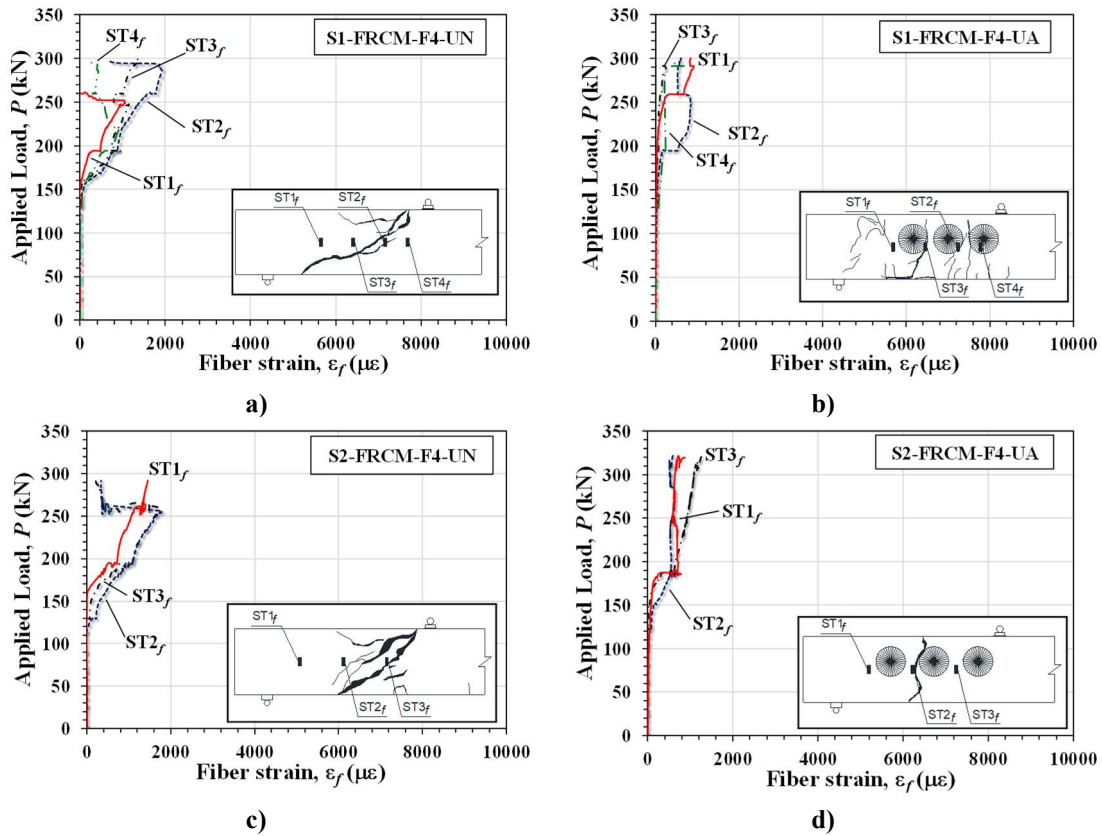 S1-FRCM-F4-UN
Applied Load, P (kN)
350
300
250
200
150
100
50
0
ST4f
ST3f
ST2f
ST1f
ST1f
ST2f
ST3f
ST4f
0
2000
4000
6000
8000
10000
Fiber strain, εf (με)
a)
S1-FRCM-F4-UA
Applied Load, P (kN)
350
300
250
200
150
100
50
0
ST3f
ST1f
ST2f
ST4f
ST1f
ST2f
ST3f
ST4f
0
2000
4000
6000
8000
10000
Fiber strain, εf (με)
b)
S2-FRCM-F4-UN
Applied Load, P (kN)
350
300
250
200
150
100
50
0
ST1f
ST3f
ST2f
ST1f
ST2f
ST3f
0
2000
4000
6000
8000
10000
Fiber strain, εf (με)
c)
S2-FRCM-F4-UA
Applied Load, P (kN)
350
300
250
200
150
100
50
0
ST3f
ST1f
ST2f
ST1f
ST2f
ST3f
0
2000
4000
6000
8000
10000
Fiber strain, εf (με)
d)